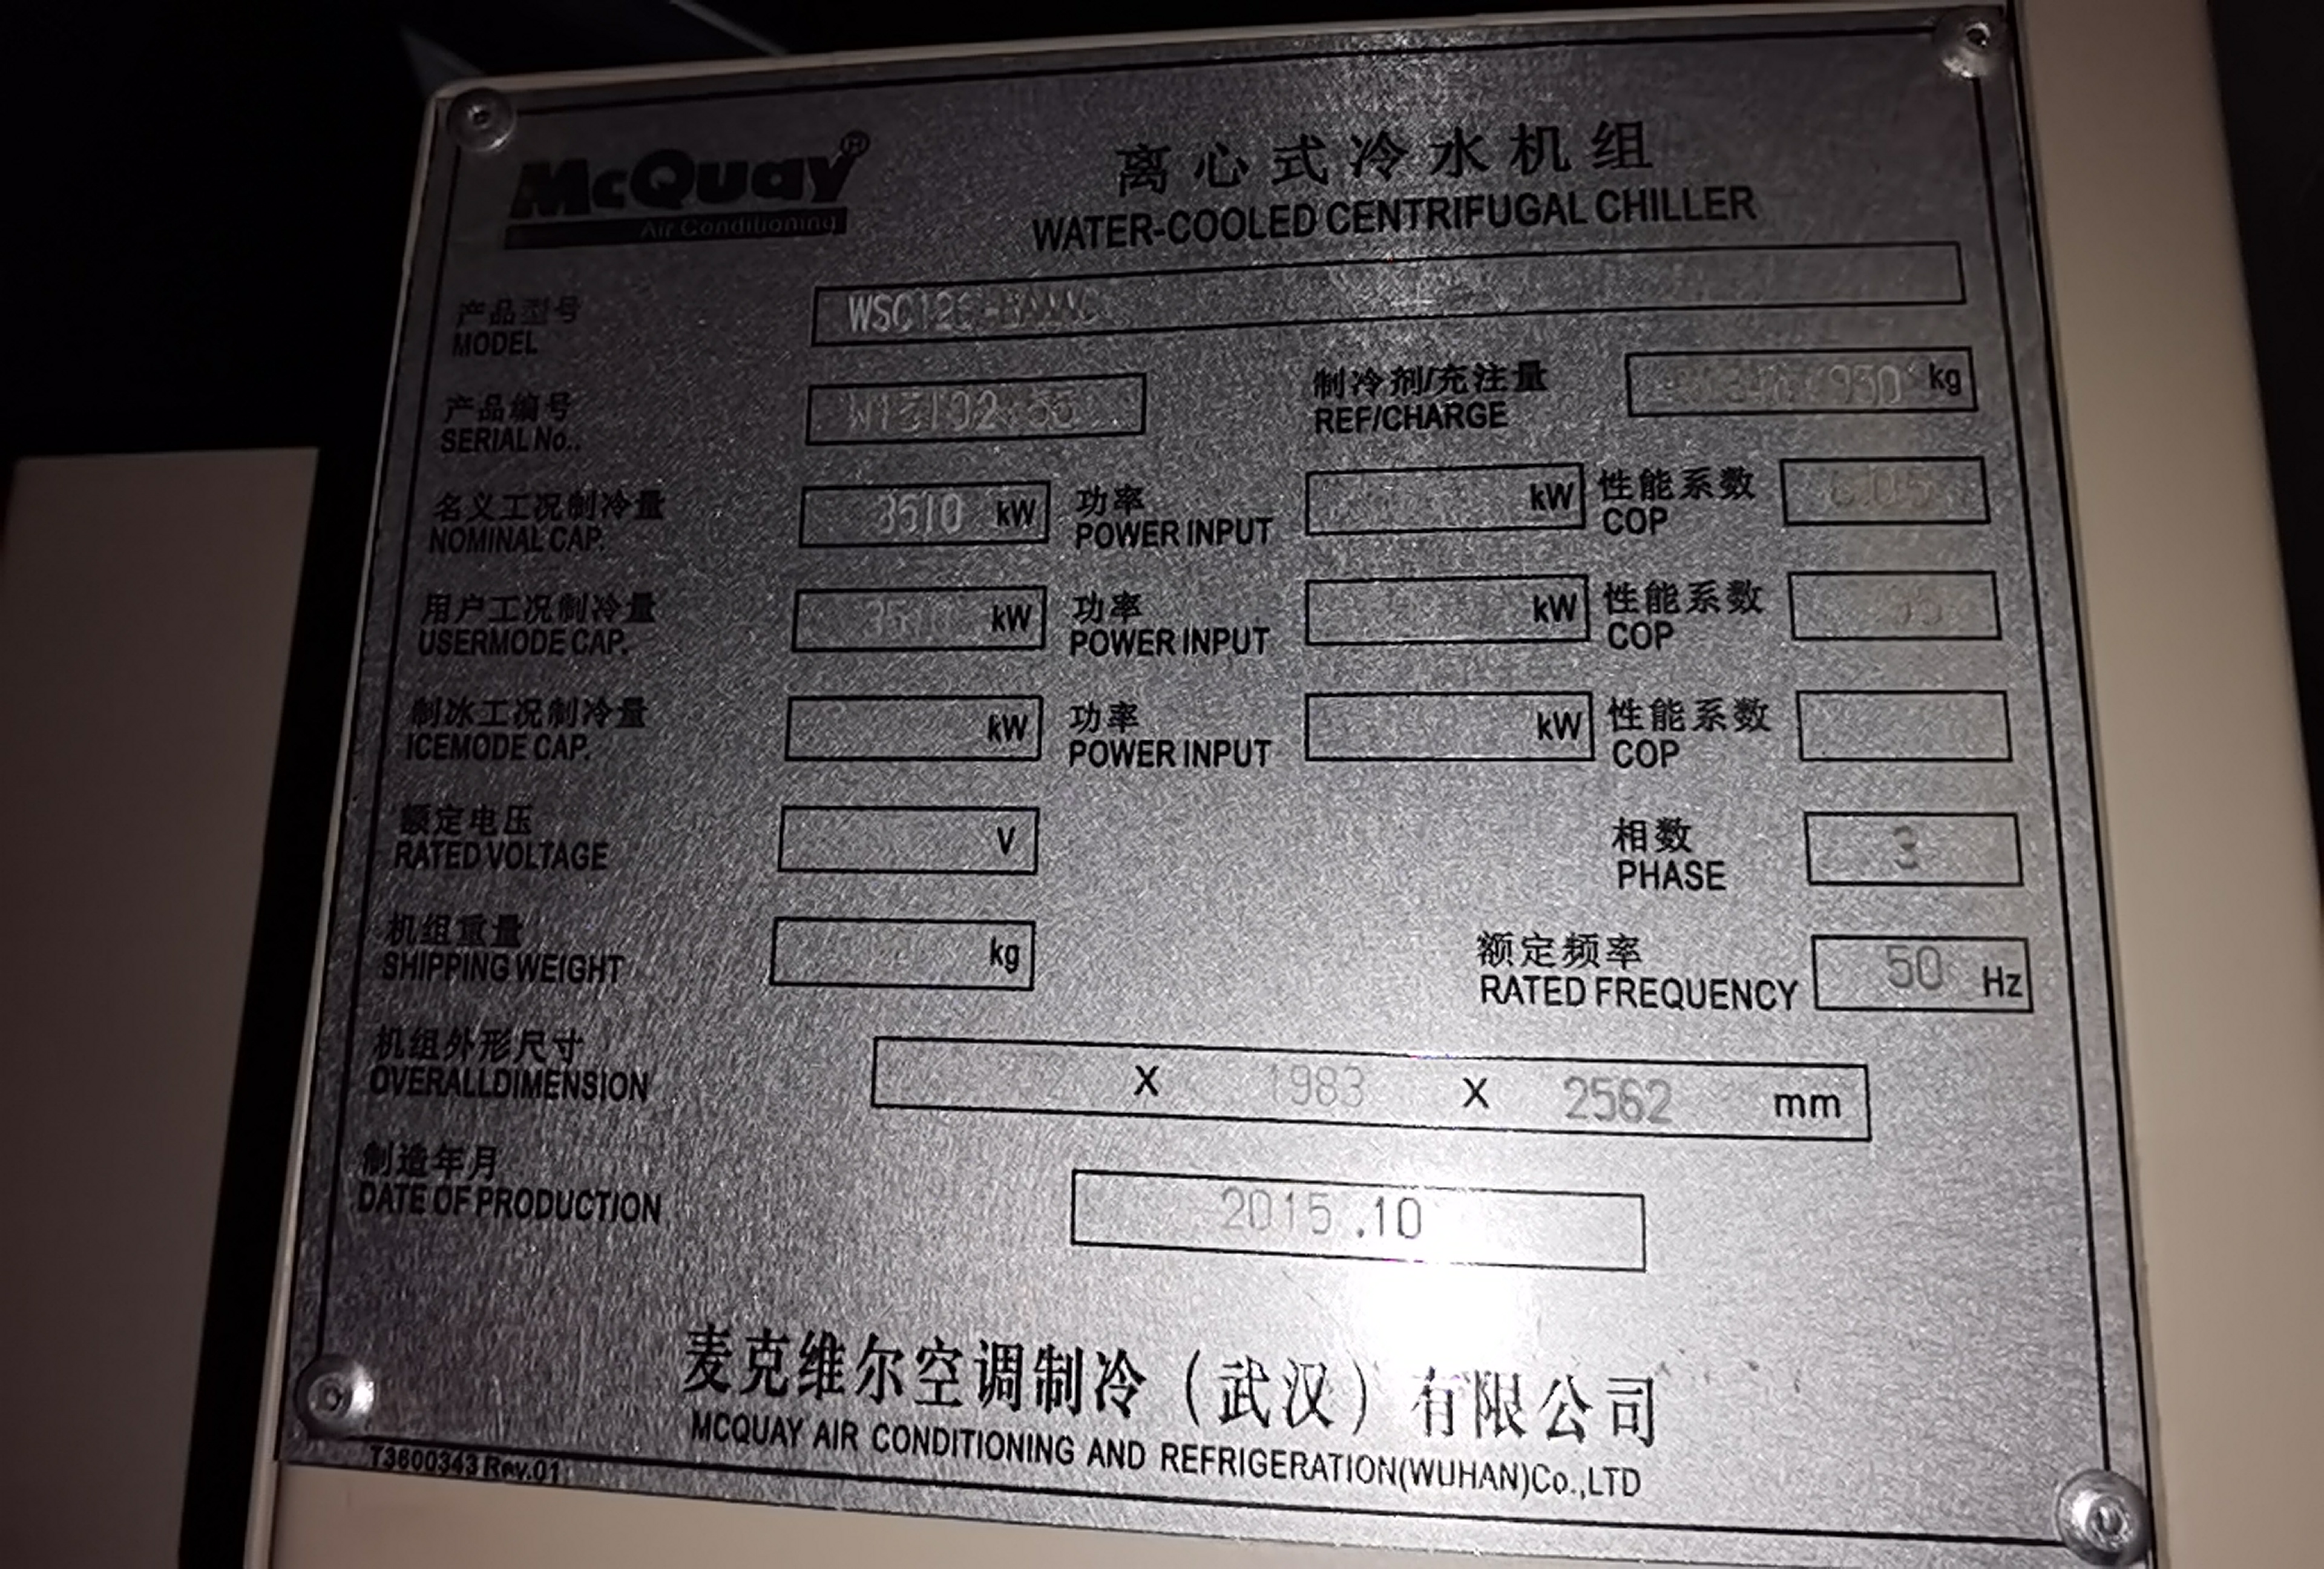 McQuay®
Air Conditioning
离心式冷水机组
WATER-COOLED CENTRIFUGAL CHILLER
产品型号
MODEL
产品编号
SERIAL No..
制冷剂/充注量
REF/CHARGE
930 kg
名义工况制冷量
NOMINAL CAP.
3510 kW
功率
POWER INPUT
kW
性能系数
COP
用户工况制冷量
USERMODE CAP.
3510 kW
功率
POWER INPUT
kW
性能系数
COP
制冰工况制冷量
ICEMODE CAP.
kW
功率
POWER INPUT
kW
性能系数
COP
额定电压
RATED VOLTAGE
V
相数
PHASE
3
机组重量
SHIPPING WEIGHT
kg
额定频率
RATED FREQUENCY
50 Hz
机组外形尺寸
OVERALLDIMENSION
X 1983 X 2562 mm
制造年月
DATE OF PRODUCTION
2015.10
麦克维尔空调制冷（武汉）有限公司
MCQUAY AIR CONDITIONING AND REFRIGERATION(WUHAN)Co.,LTD
T3600343 Rev.01